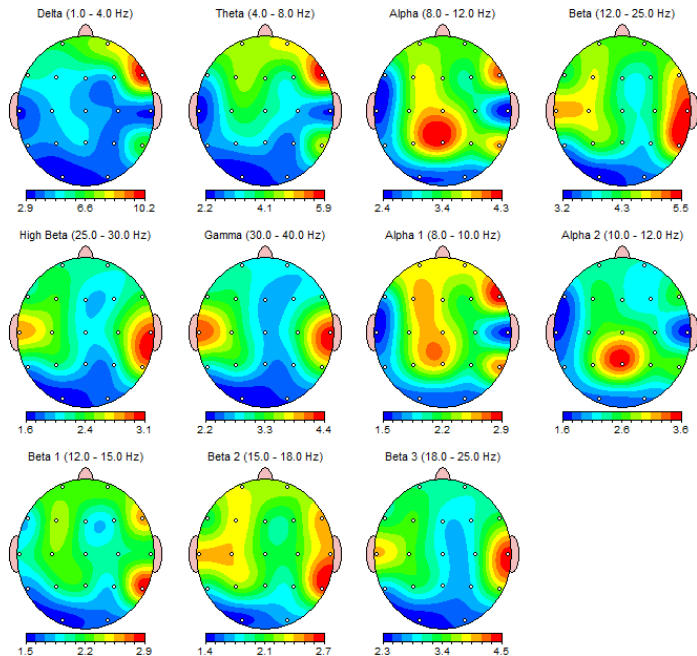 Delta (1.0 - 4.0 Hz) Theta (4.0 - 8.0 Hz) Alpha (8.0 - 12.0 Hz) Beta (12.0 - 25.0 Hz)
2.9 6.6 10.2 2.2 4.1 5.9 2.4 3.4 4.3 3.2 4.3 5.5
High Beta (25.0 - 30.0 Hz) Gamma (30.0 - 40.0 Hz) Alpha 1 (8.0 - 10.0 Hz) Alpha 2 (10.0 - 12.0 Hz)
1.6 2.4 3.1 2.2 3.3 4.4 1.5 2.2 2.9 1.6 2.6 3.6
Beta 1 (12.0 - 15.0 Hz) Beta 2 (15.0 - 18.0 Hz) Beta 3 (18.0 - 25.0 Hz)
1.5 2.2 2.9 1.4 2.1 2.7 2.3 3.4 4.5